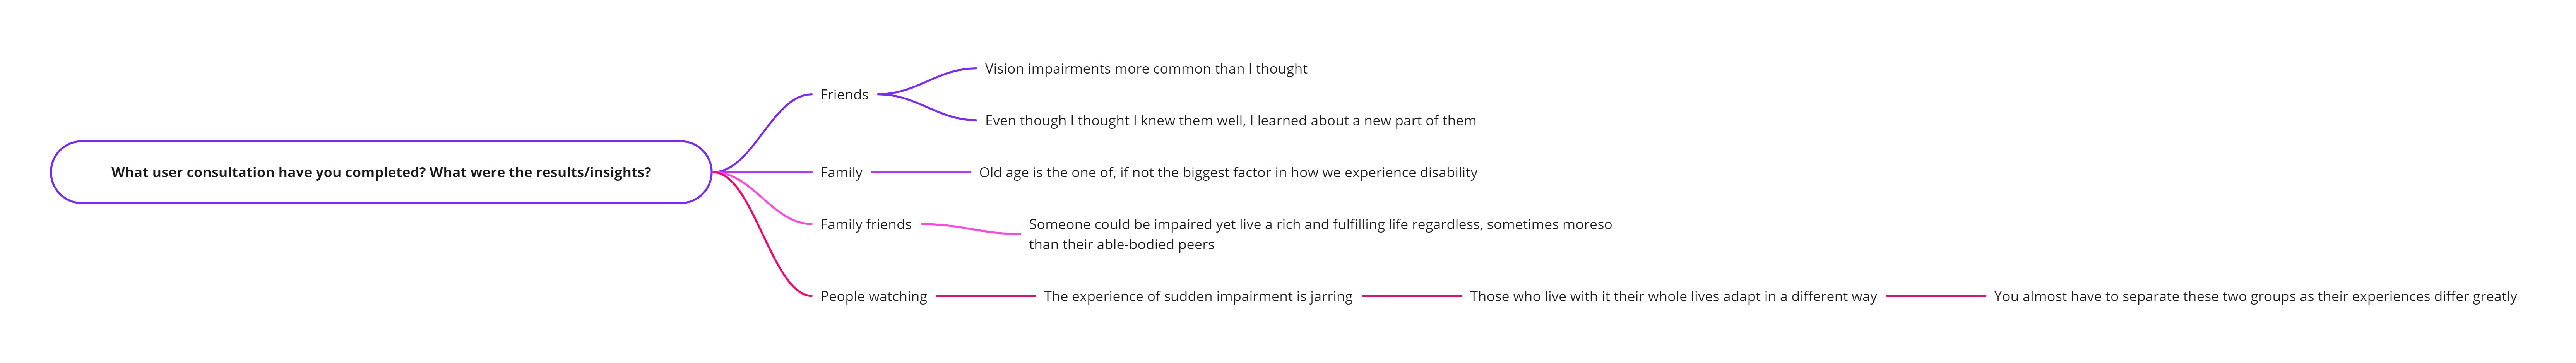 What user consultation have you completed? What were the results/insights?
Friends
Vision impairments more common than I thought
Even though I thought I knew them well, I learned about a new part of them
Family
Old age is the one of, if not the biggest factor in how we experience disability
Family friends
Someone could be impaired yet live a rich and fulfilling life regardless, sometimes moreso
than their able-bodied peers
People watching
The experience of sudden impairment is jarring
Those who live with it their whole lives adapt in a different way
You almost have to separate these two groups as their experiences differ greatly